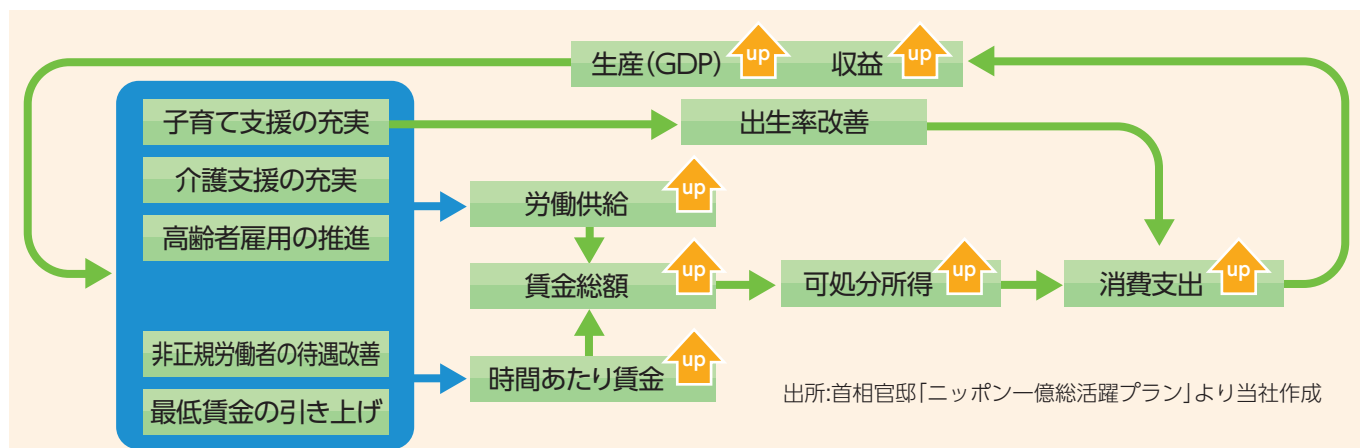 生産(GDP) up 収益 up
子育て支援の充実
出生率改善
介護支援の充実
高齢者雇用の推進
労働供給 up
賃金総額 up
可処分所得 up
消費支出 up
非正規労働者の待遇改善
最低賃金の引き上げ
時間あたり賃金 up
出所:首相官邸「ニッポン一億総活躍プラン」より当社作成